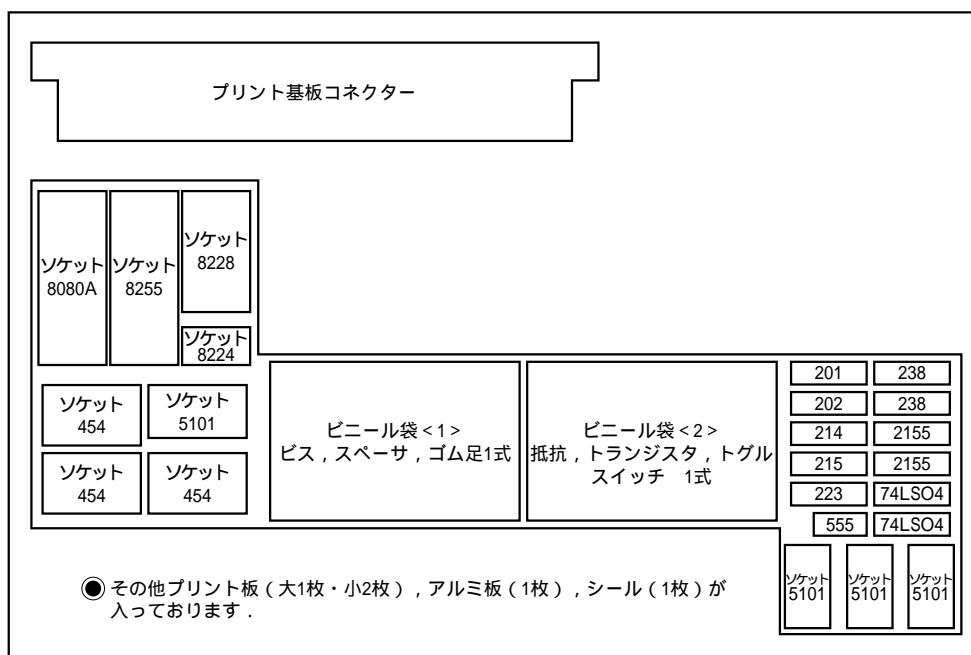 プリント基板コネクター
ソケット
8080A
ソケット
8255
ソケット
8228
ソケット
8224
ソケット
454
ソケット
5101
ソケット
454
ソケット
454
ビニール袋<1>
ビス,スペーサ,ゴム足1式
ビニール袋<2>
抵抗,トランジスタ,トグル
スイッチ 1式
201
238
202
238
214
2155
215
2155
223
74LSO4
555
74LSO4
ソケット
5101
ソケット
5101
ソケット
5101
◉その他プリント板(大1枚・小2枚),アルミ板(1枚),シール(1枚)が
入っております.